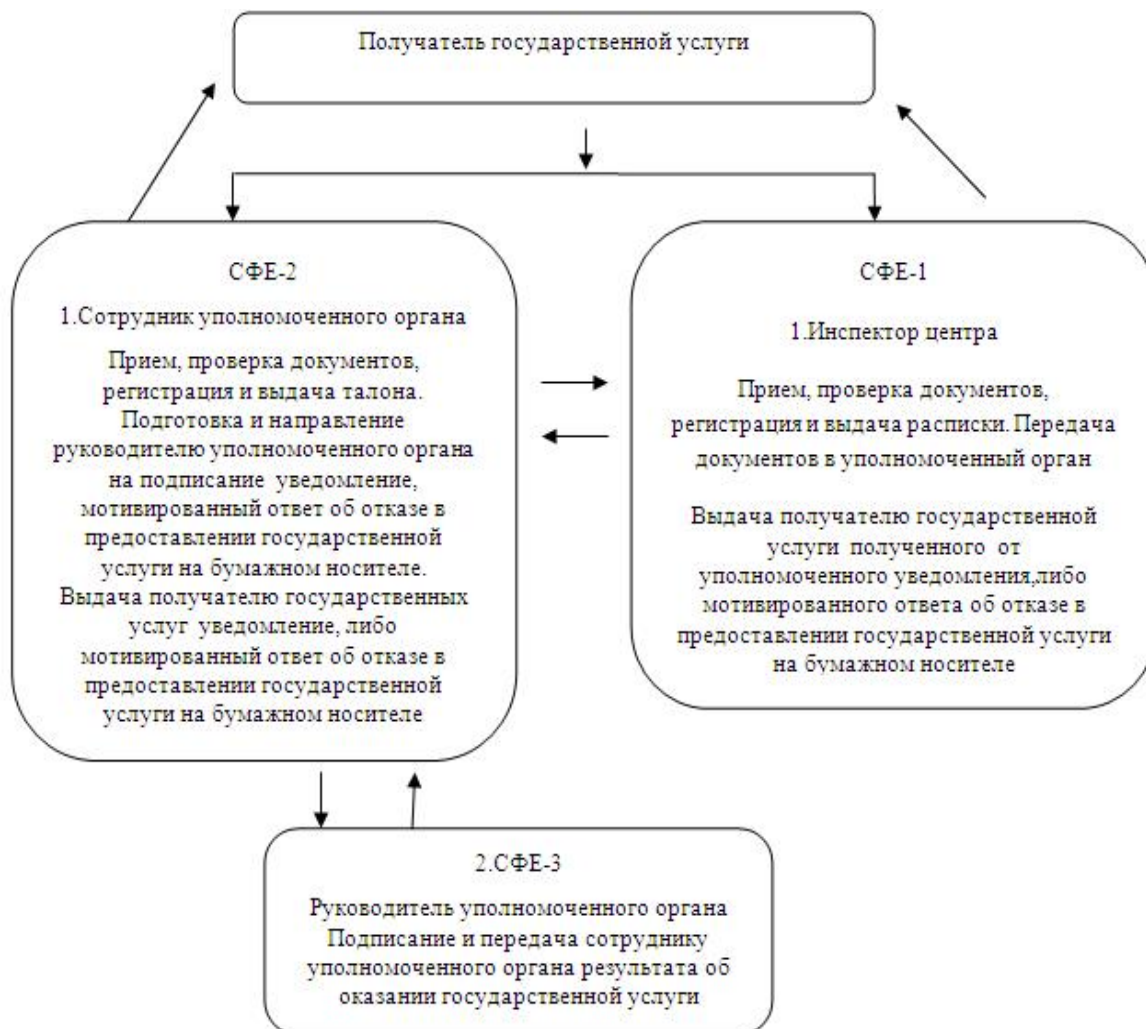 Получатель государственной услуги
СФЕ-2
1.Сотрудник уполномоченного органа
Прием, проверка документов,
регистрация и выдача талона.
Подготовка и направление
руководителю уполномоченного органа
на подписание уведомление,
мотивированный ответ об отказе в
предоставлении государственной
услуги на бумажном носителе.
Выдача получателю государственных
услуг уведомление, либо
мотивированный ответ об отказе в
предоставлении государственной
услуги на бумажном носителе
СФЕ-1
1.Инспектор центра
Прием, проверка документов,
регистрация и выдача расписки. Передача
документов в уполномоченный орган
Выдача получателю государственной
услуги полученного от
уполномоченного уведомления,либо
мотивированного ответа об отказе в
предоставлении государственной услуги
на бумажном носителе
2.СФЕ-3
Руководитель уполномоченного органа
Подписание и передача сотруднику
уполномоченного органа результата об
оказании государственной услуги